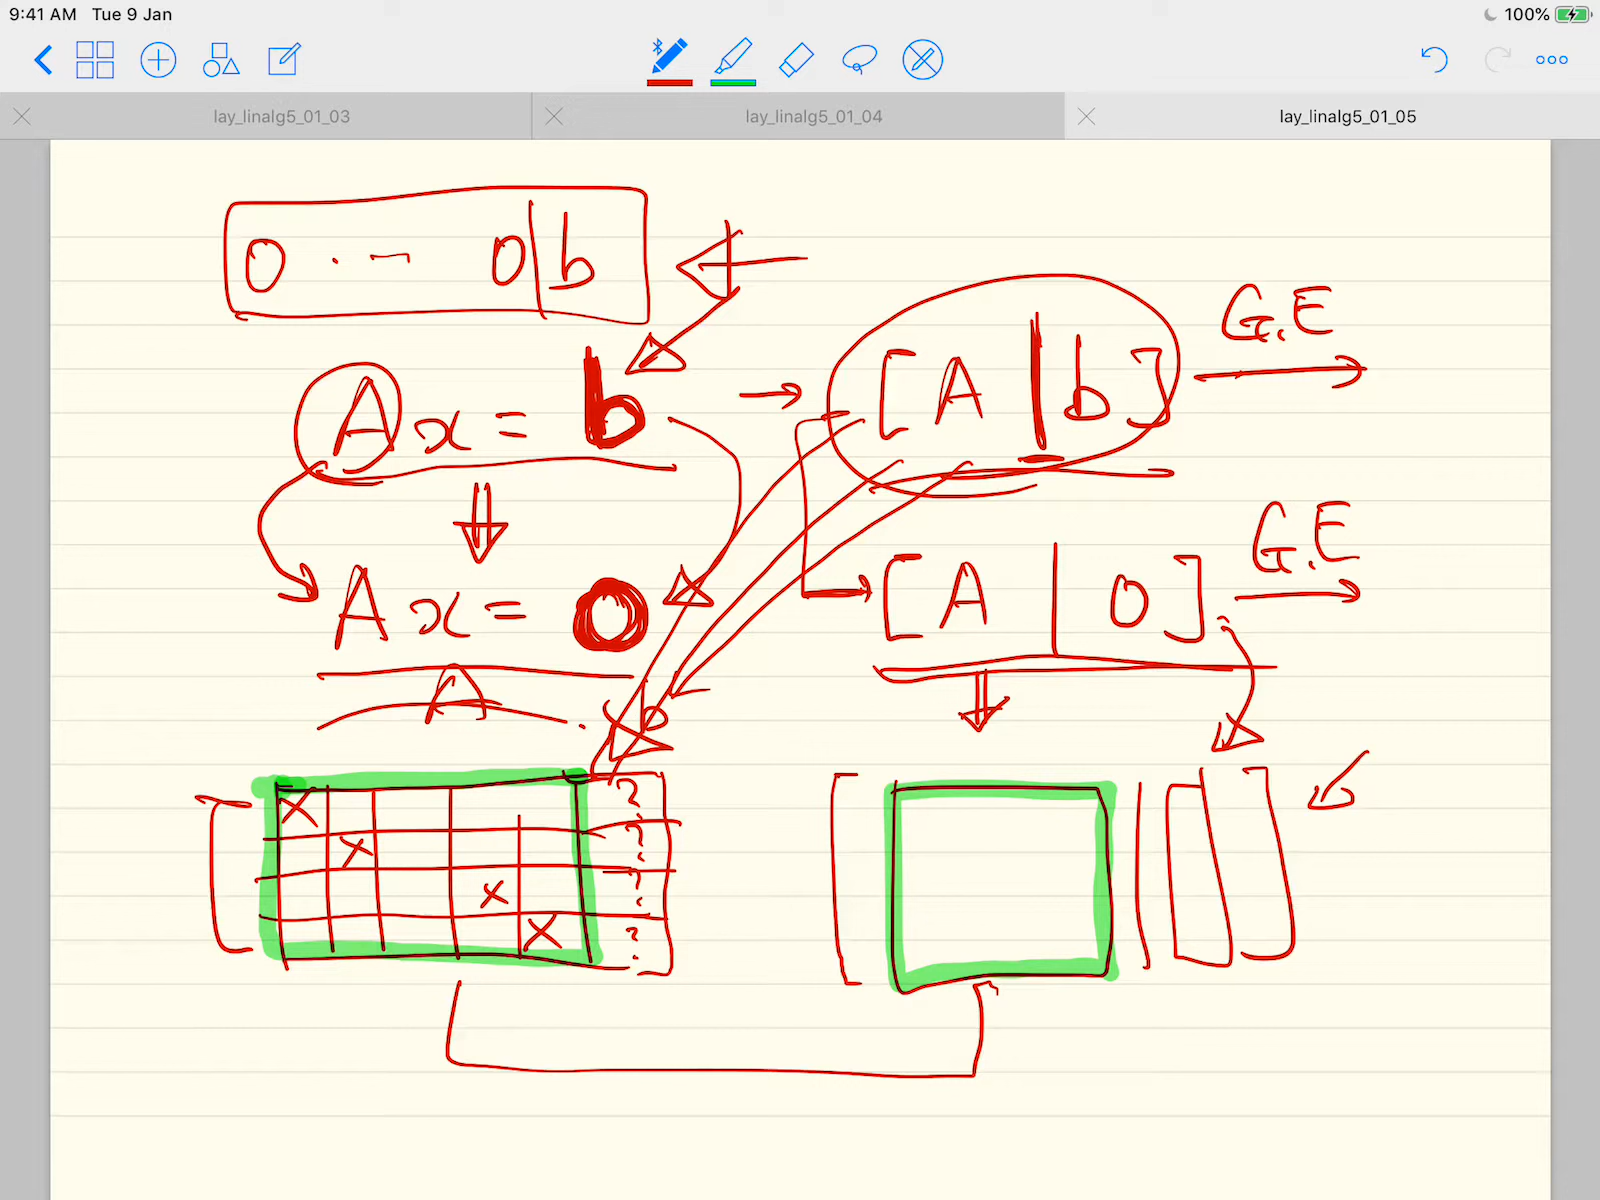 9:41 AM Tue 9 Jan 100%
lay_linalg5_01_03 lay_linalg5_01_04 lay_linalg5_01_05
0 ... 0 | b
G.E
Ax = b → [A | b]
G.E
Ax = 0 [A | 0]
A b
x ?
x ?
x ?
x ?